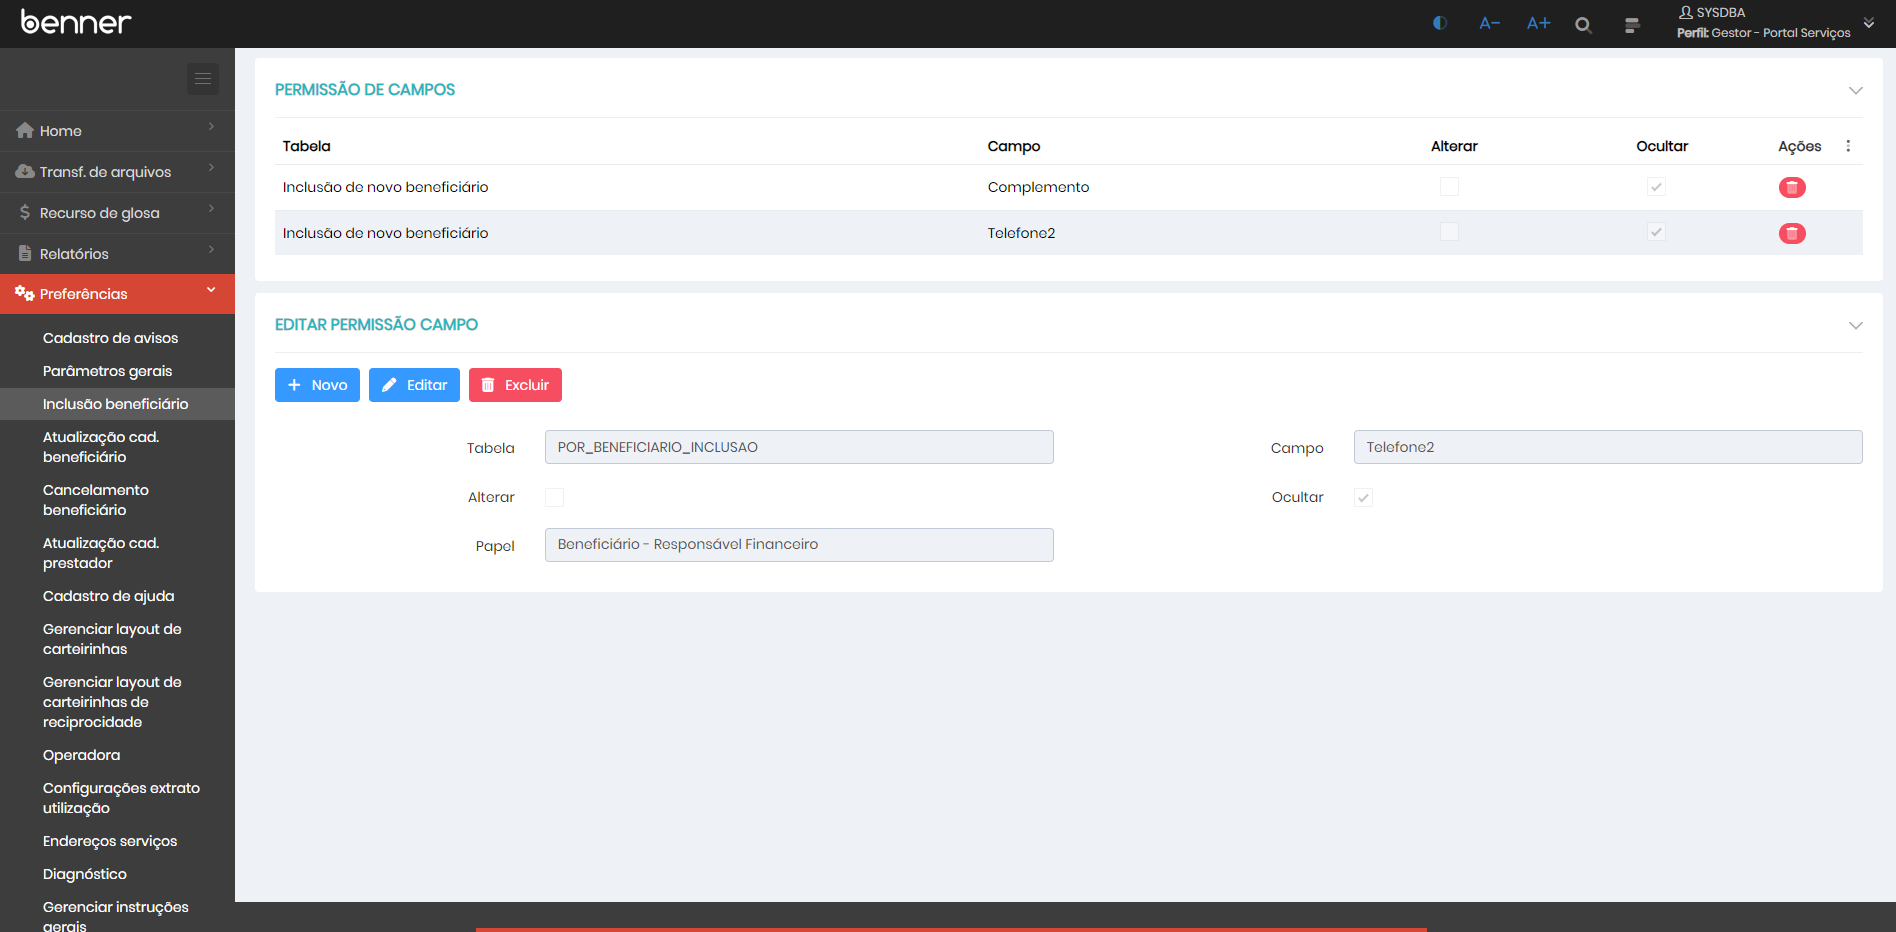 benner
A-
A+
SYSDBA
Perfil: Gestor - Portal Serviços
Home
Transf. de arquivos
Recurso de glosa
Relatórios
Preferências
Cadastro de avisos
Parâmetros gerais
Inclusão beneficiário
Atualização cad.
beneficiário
Cancelamento
beneficiário
Atualização cad.
prestador
Cadastro de ajuda
Gerenciar layout de
carteirinhas
Gerenciar layout de
carteirinhas de
reciprocidade
Operadora
Configurações extrato
utilização
Endereços serviços
Diagnóstico
Gerenciar instruções
gerais
PERMISSÃO DE CAMPOS
Tabela Campo Alterar Ocultar Ações
Inclusão de novo beneficiário Complemento
Inclusão de novo beneficiário Telefone2
EDITAR PERMISSÃO CAMPO
Novo Editar Excluir
Tabela POR_BENEFICIARIO_INCLUSAO Campo Telefone2
Alterar Ocultar
Papel Beneficiário - Responsável Financeiro